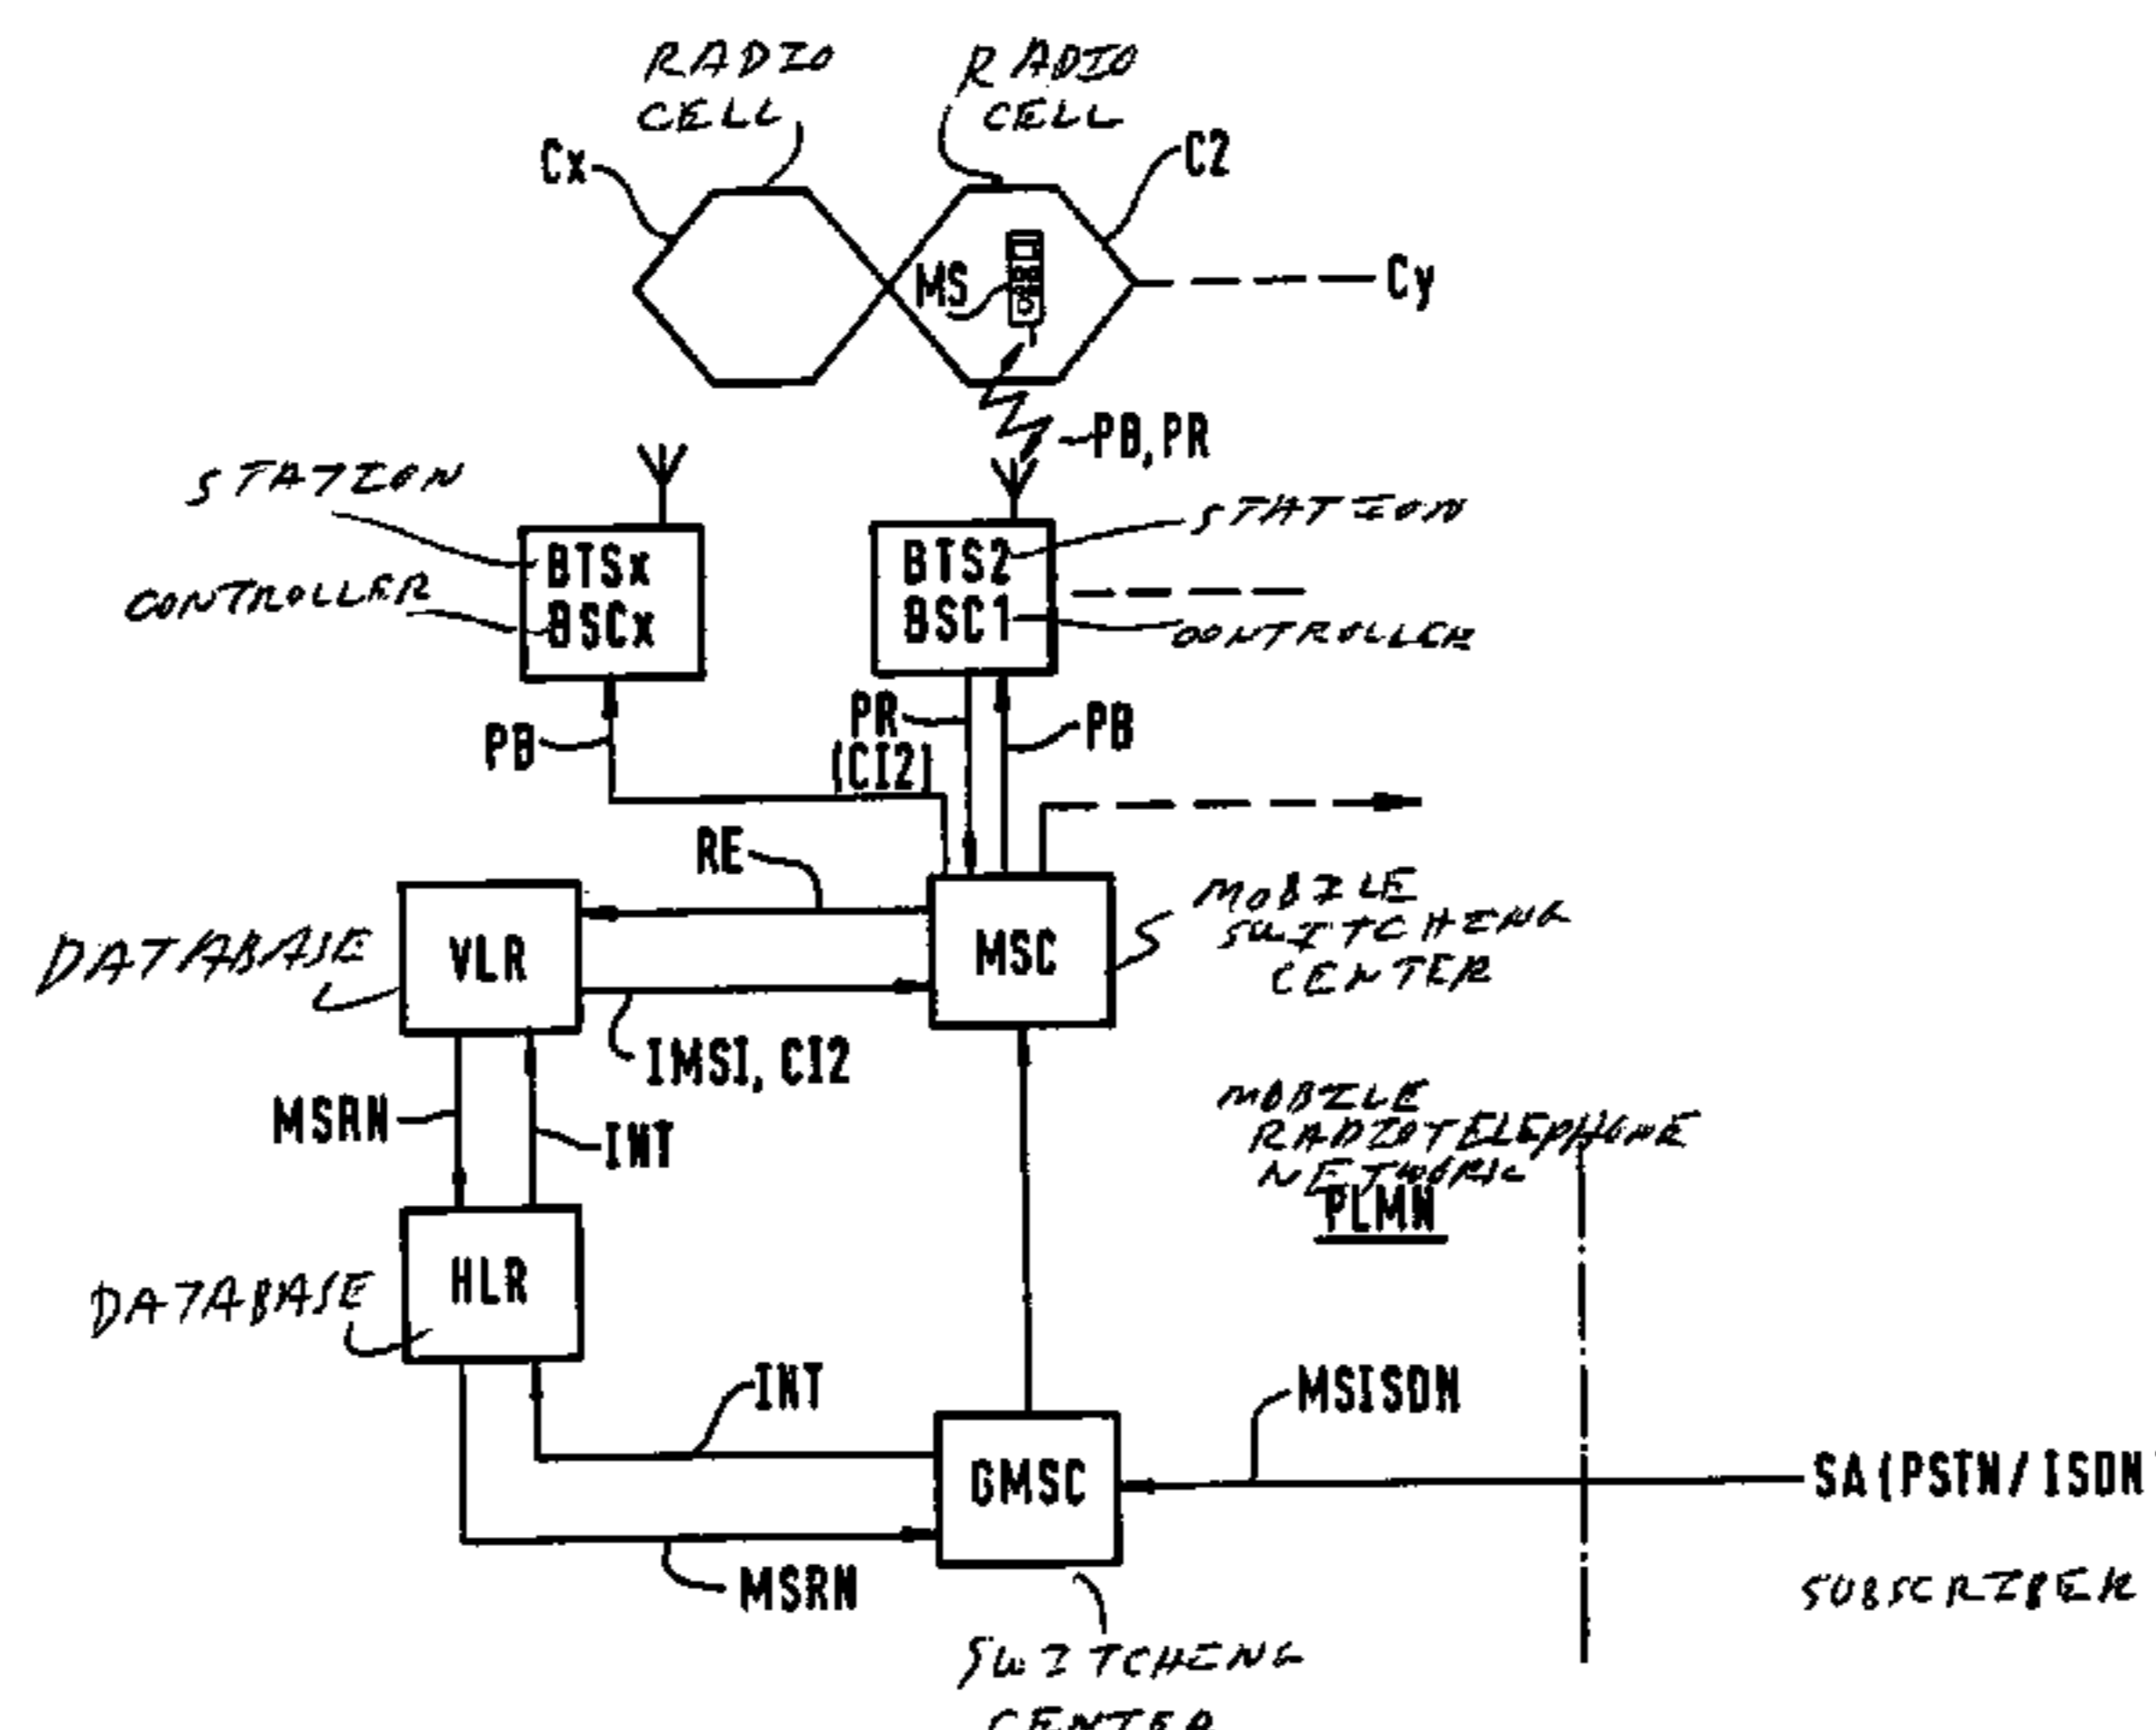 RADIO
CELL
RADIO
CELL
Cx
C2
MS
Cy
PB, PR
STATION
BTSx
CONTROLLER
BSCx
STATION
BTS2
BSC1
CONTROLLER
PB
PR
(CI2)
PB
RE
DATABASE
VLR
MSC
MOBILE
SWITCHING
CENTER
IMSI, CI2
MSRN
INT
MOBILE
RADIOTELEPHONE
NETWORK
PLMN
DATABASE
HLR
INT
MSISDN
GMSC
SA(PSTN/ISDN)
MSRN
SUBSCRIBER
SWITCHING
CENTER